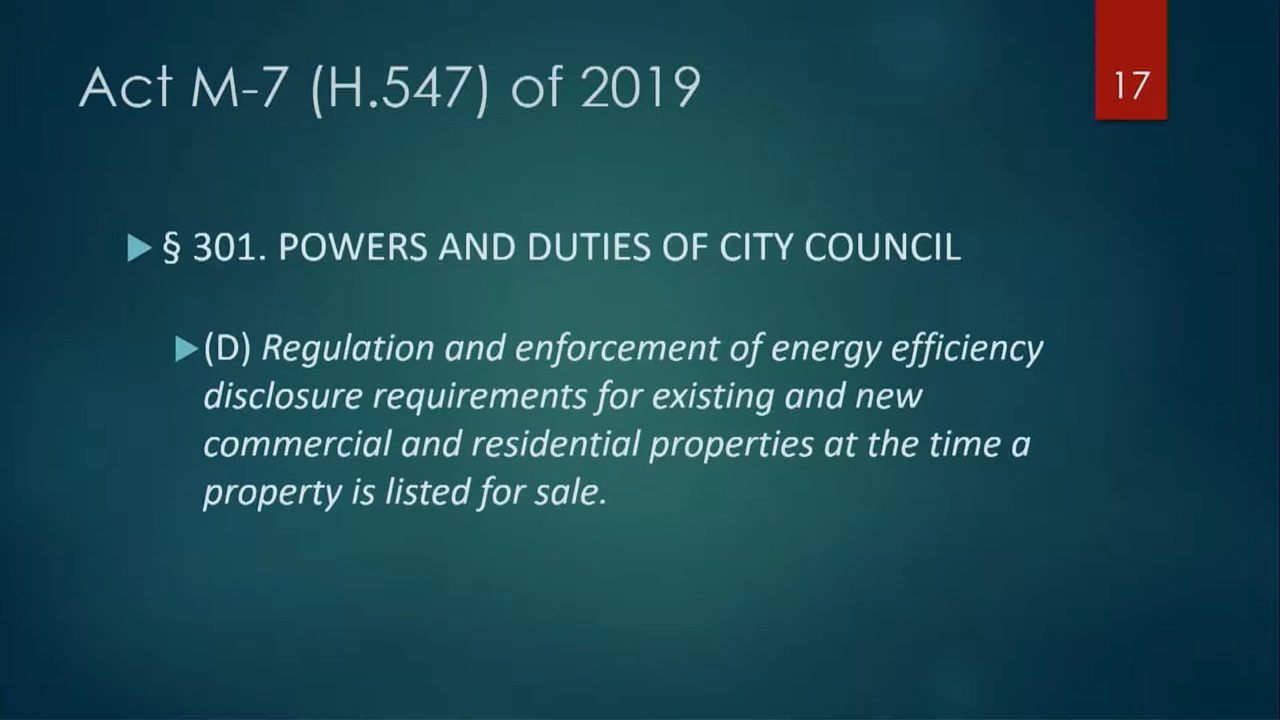 Act M-7 (H.547) of 2019
17
§ 301. POWERS AND DUTIES OF CITY COUNCIL
(D) Regulation and enforcement of energy efficiency
disclosure requirements for existing and new
commercial and residential properties at the time a
property is listed for sale.